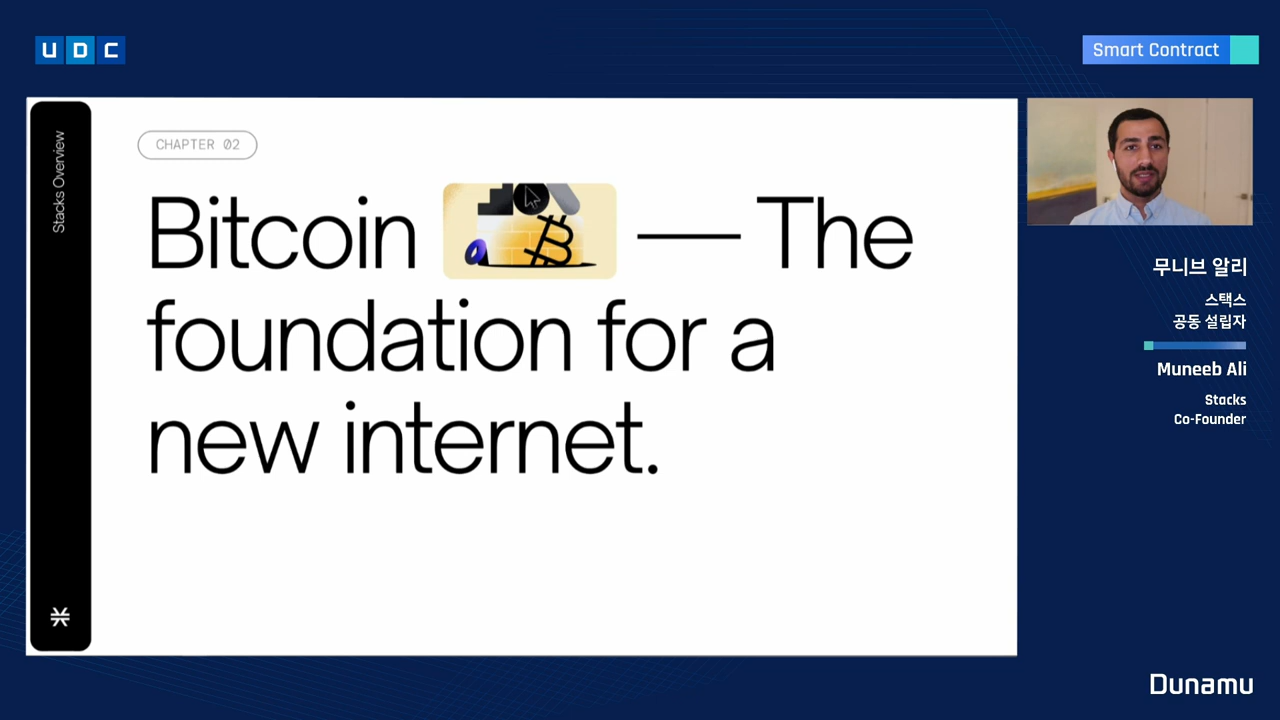 UDC
Smart Contract
Stacks Overview
CHAPTER 02
Bitcoin — The
foundation for a
new internet.
무니브 알리
스택스
공동 설립자
Muneeb Ali
Stacks
Co-Founder
Dunamu